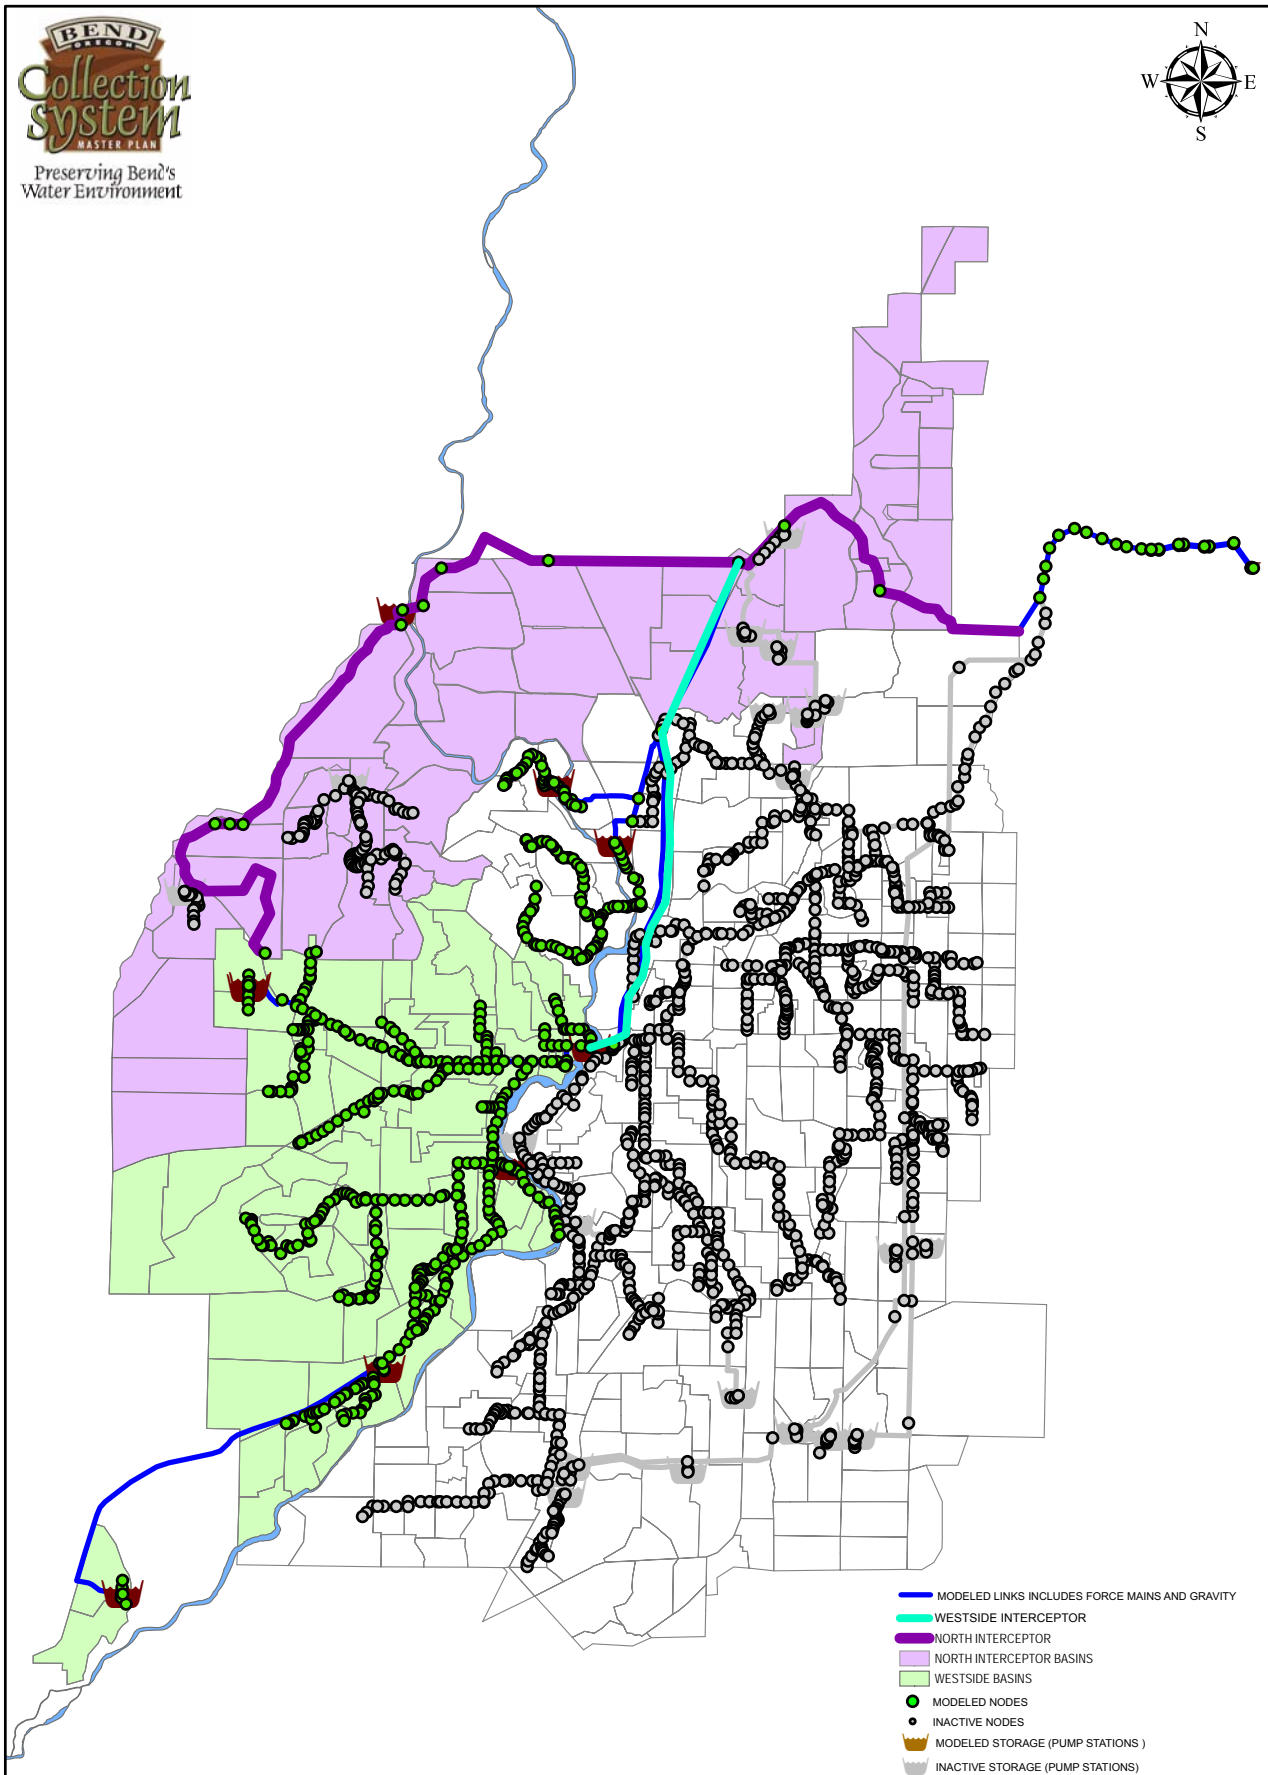 BEND
OREGON
Collection
System
MASTER PLAN
Preserving Bend's
Water Environment
N
W E
S
MODELED LINKS INCLUDES FORCE MAINS AND GRAVITY
WESTSIDE INTERCEPTOR
NORTH INTERCEPTOR
NORTH INTERCEPTOR BASINS
WESTSIDE BASINS
MODELED NODES
INACTIVE NODES
MODELED STORAGE (PUMP STATIONS )
INACTIVE STORAGE (PUMP STATIONS)